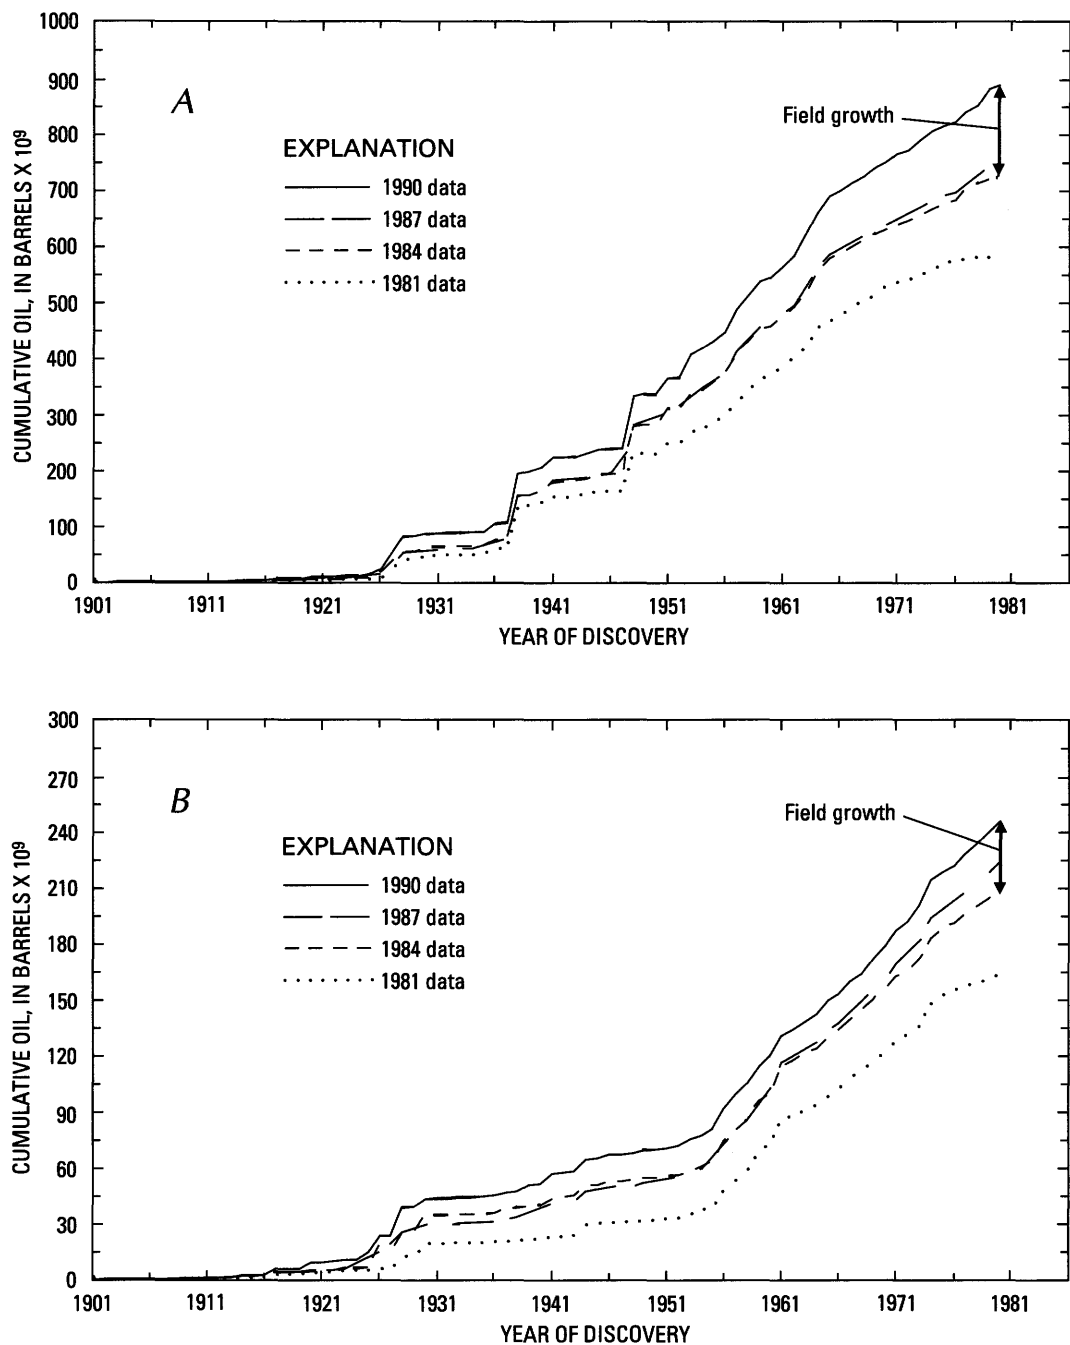 1000
900
800
700
600
500
400
300
200
100
0
CUMULATIVE OIL, IN BARRELS X 10⁹
A
EXPLANATION
1990 data
1987 data
1984 data
1981 data
Field growth
1901 1911 1921 1931 1941 1951 1961 1971 1981
YEAR OF DISCOVERY
300
270
240
210
180
150
120
90
60
30
0
CUMULATIVE OIL, IN BARRELS X 10⁹
B
EXPLANATION
1990 data
1987 data
1984 data
1981 data
Field growth
1901 1911 1921 1931 1941 1951 1961 1971 1981
YEAR OF DISCOVERY